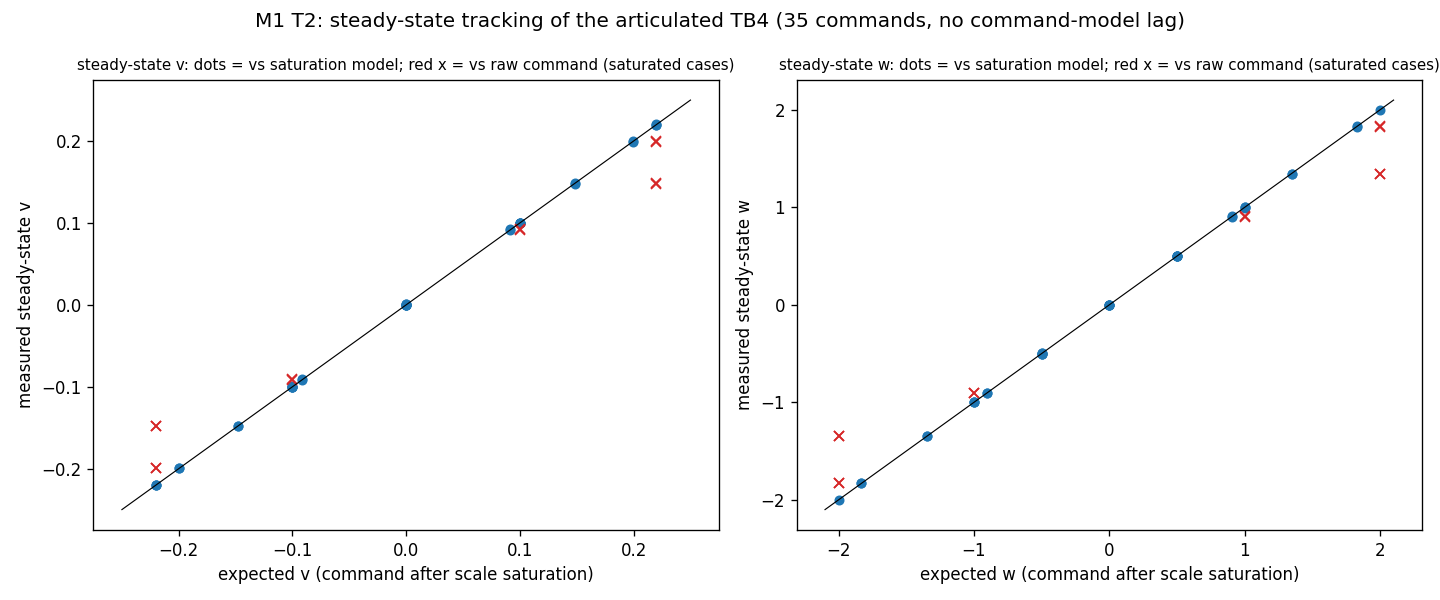 M1 T2: steady-state tracking of the articulated TB4 (35 commands, no command-model lag)
steady-state v: dots = vs saturation model; red x = vs raw command (saturated cases)
0.2
0.1
0.0
−0.1
−0.2
measured steady-state v
−0.2
−0.1
0.0
0.1
0.2
expected v (command after scale saturation)
steady-state w: dots = vs saturation model; red x = vs raw command (saturated cases)
2
1
0
−1
−2
measured steady-state w
−2
−1
0
1
2
expected w (command after scale saturation)